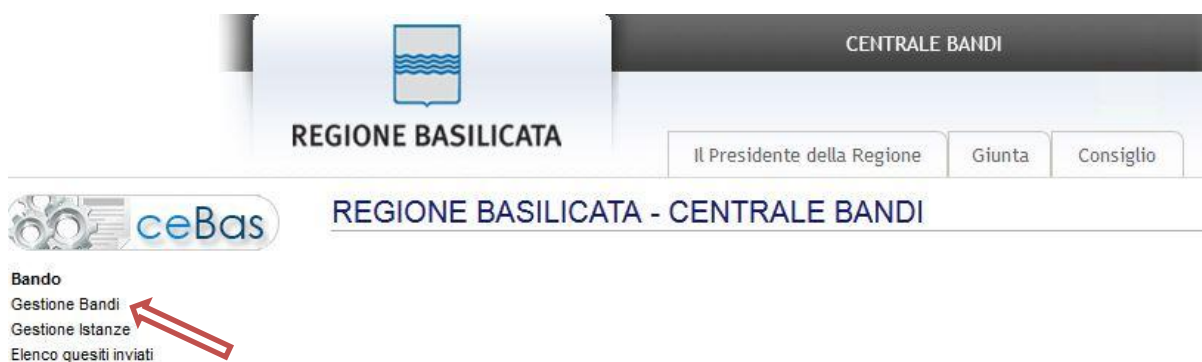 CENTRALE BANDI
REGIONE BASILICATA
Il Presidente della Regione
Giunta
Consiglio
ceBas
REGIONE BASILICATA - CENTRALE BANDI
Bando
Gestione Bandi
Gestione Istanze
Elenco quesiti inviati